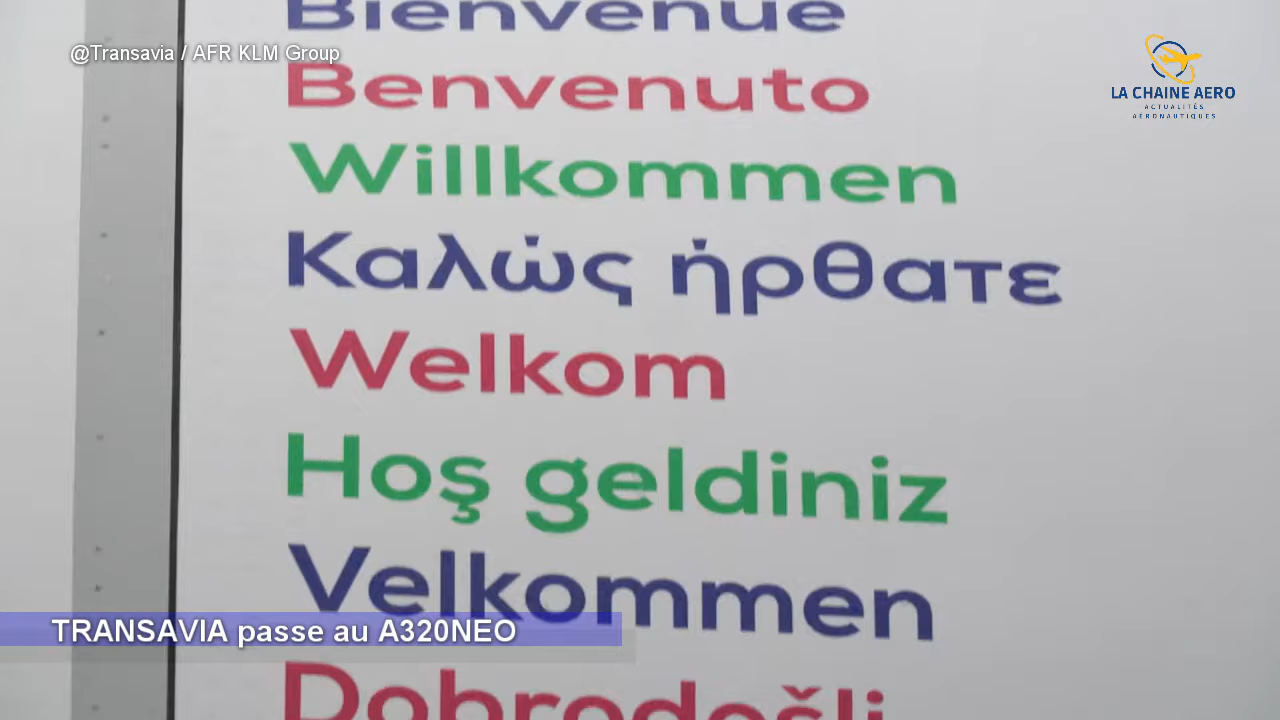 Bienvenue
@Transavia / AFR KLM Group
Benvenuto
LA CHAINE AERO
ACTUALITÉS
AERONAUTIQUES
Willkommen
Καλώς ήρθατε
Welkom
Hoş geldiniz
Velkommen
TRANSAVIA passe au A320NEO
Dobrodošli